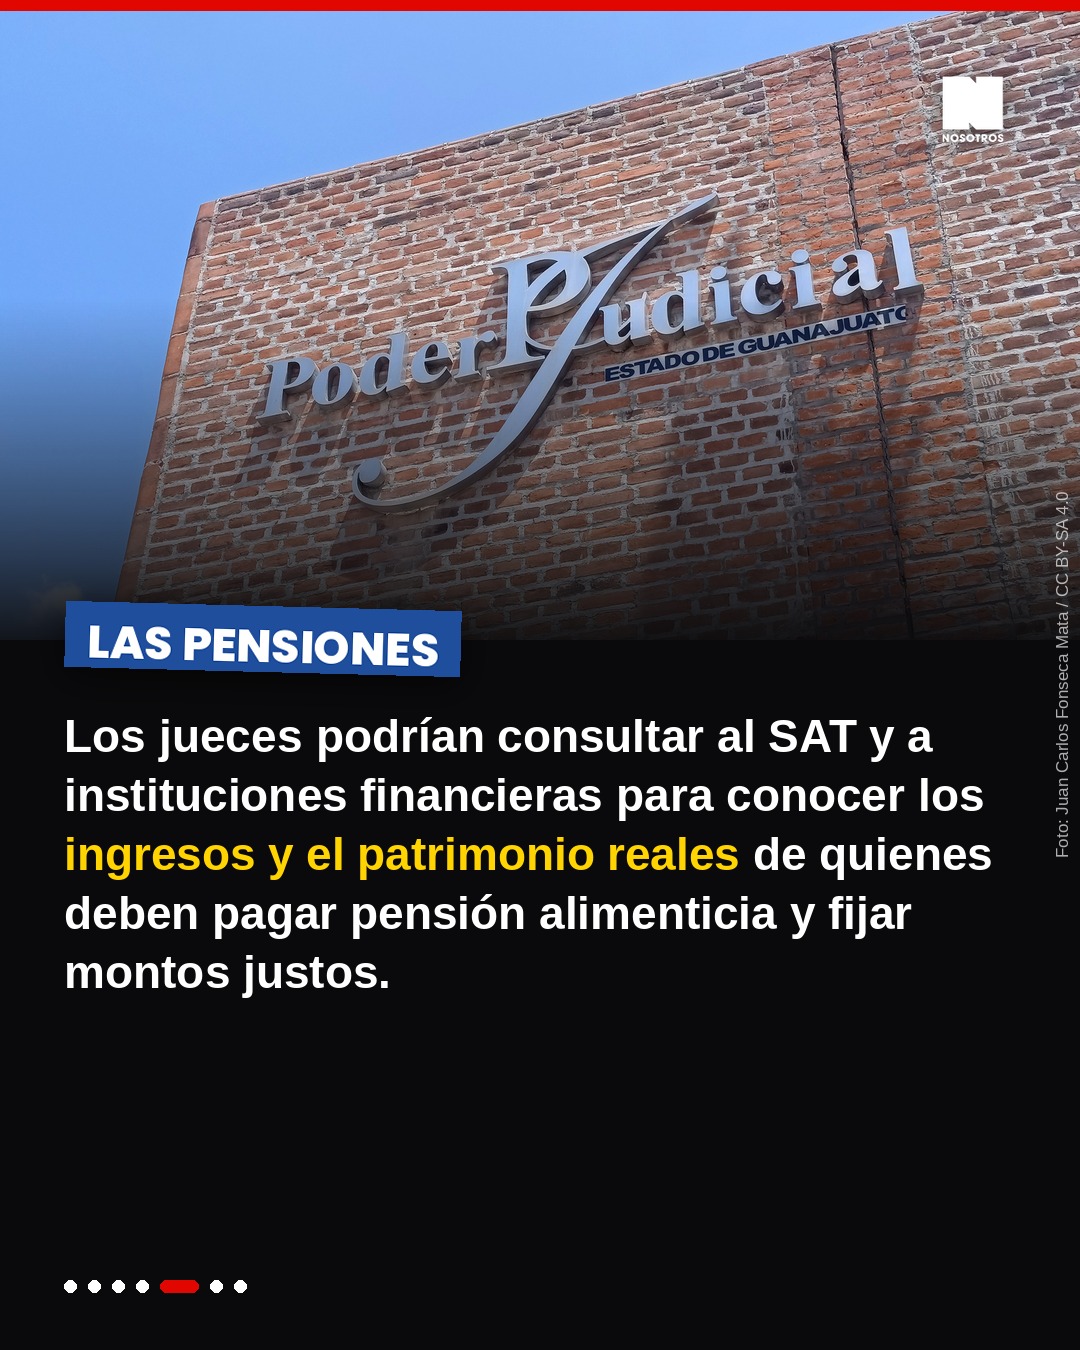 N
NOSOTROS
Poder Judicial
ESTADO DE GUANAJUATO
LAS PENSIONES
Los jueces podrían consultar al SAT y a
instituciones financieras para conocer los
ingresos y el patrimonio reales de quienes
deben pagar pensión alimenticia y fijar
montos justos.
Foto: Juan Carlos Fonseca Mata / CC BY-SA 4.0